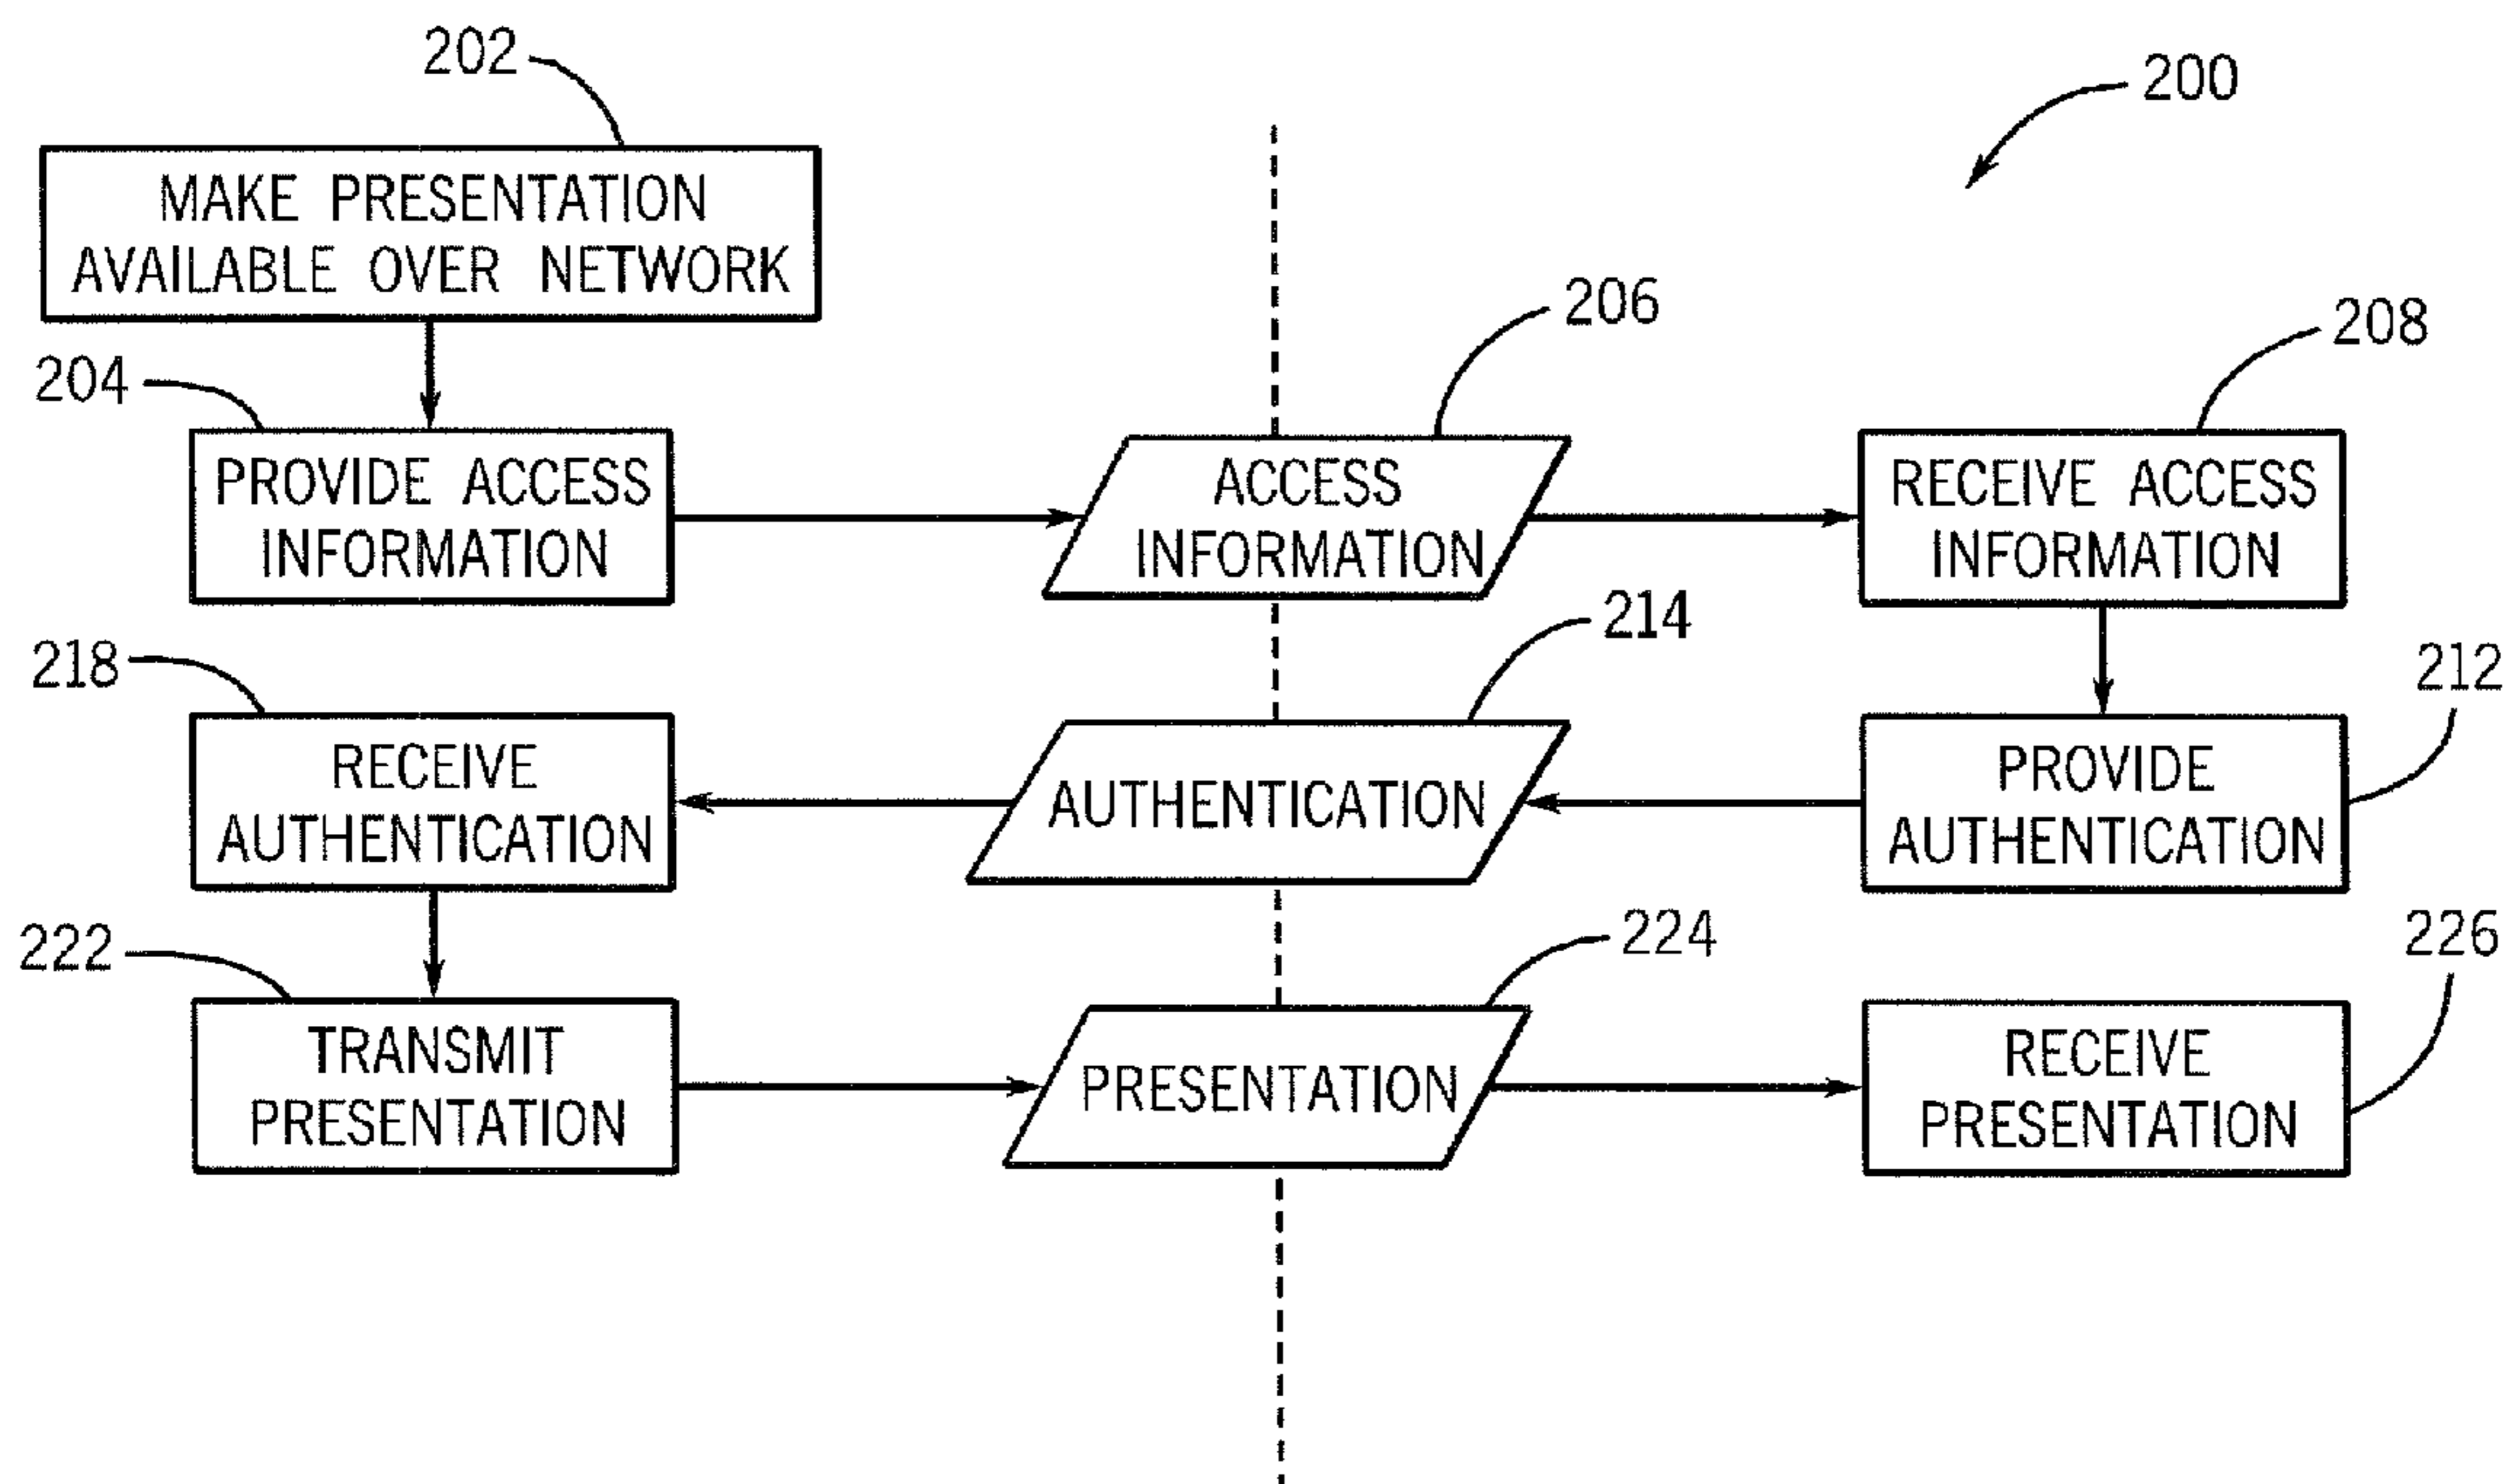 202
200
MAKE PRESENTATION
AVAILABLE OVER NETWORK
206
208
204
PROVIDE ACCESS
INFORMATION
ACCESS
INFORMATION
RECEIVE ACCESS
INFORMATION
214
218
212
RECEIVE
AUTHENTICATION
AUTHENTICATION
PROVIDE
AUTHENTICATION
222
224
226
TRANSMIT
PRESENTATION
PRESENTATION
RECEIVE
PRESENTATION